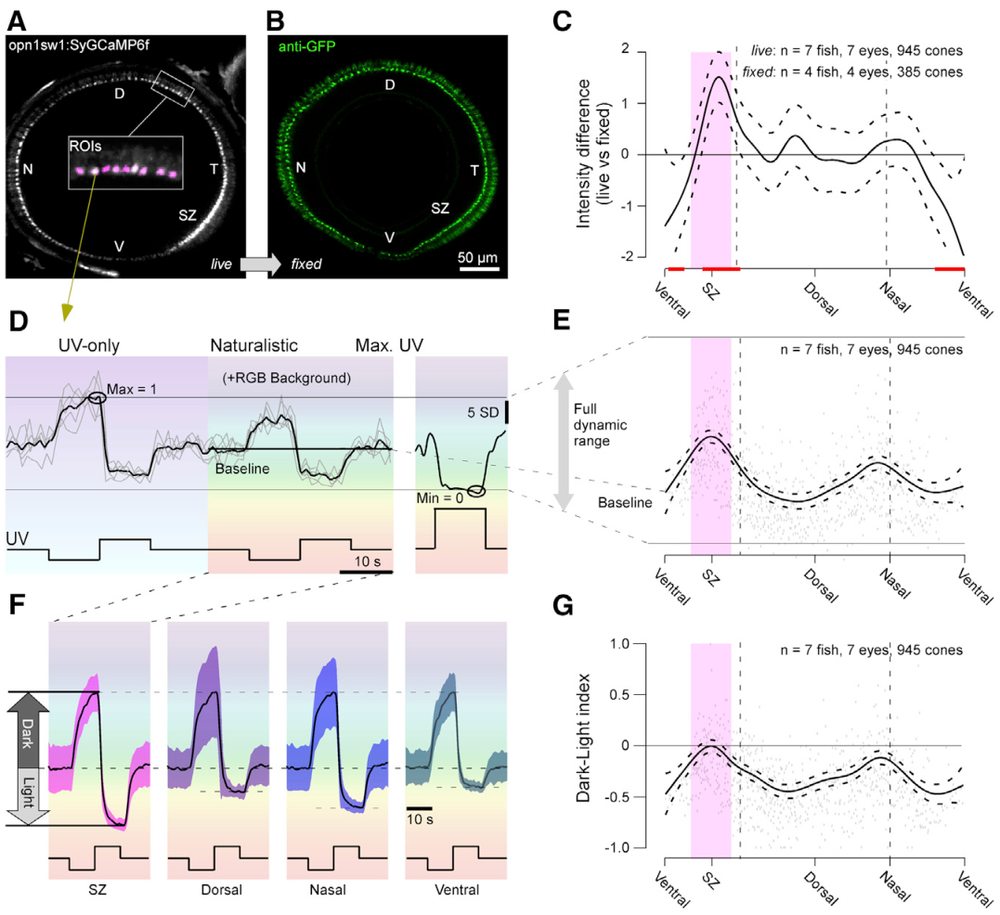 A
opn1sw1:SyGCaMP6f
D
ROIs
N
T
SZ
V
live
B
anti-GFP
D
N
T
SZ
V
fixed
50 µm
C
live: n = 7 fish, 7 eyes, 945 cones
fixed: n = 4 fish, 4 eyes, 385 cones
Intensity difference
(live vs fixed)
2
1
0
-1
-2
Ventral
SZ
Dorsal
Nasal
Ventral
D
UV-only
Naturalistic
Max. UV
(+RGB Background)
Max = 1
5 SD
Baseline
Min = 0
UV
10 s
E
n = 7 fish, 7 eyes, 945 cones
Full
dynamic
range
Baseline
Ventral
SZ
Dorsal
Nasal
Ventral
F
Dark
Light
10 s
SZ
Dorsal
Nasal
Ventral
G
n = 7 fish, 7 eyes, 945 cones
Dark-Light index
1.0
0.5
0
-0.5
-1.0
Ventral
SZ
Dorsal
Nasal
Ventral